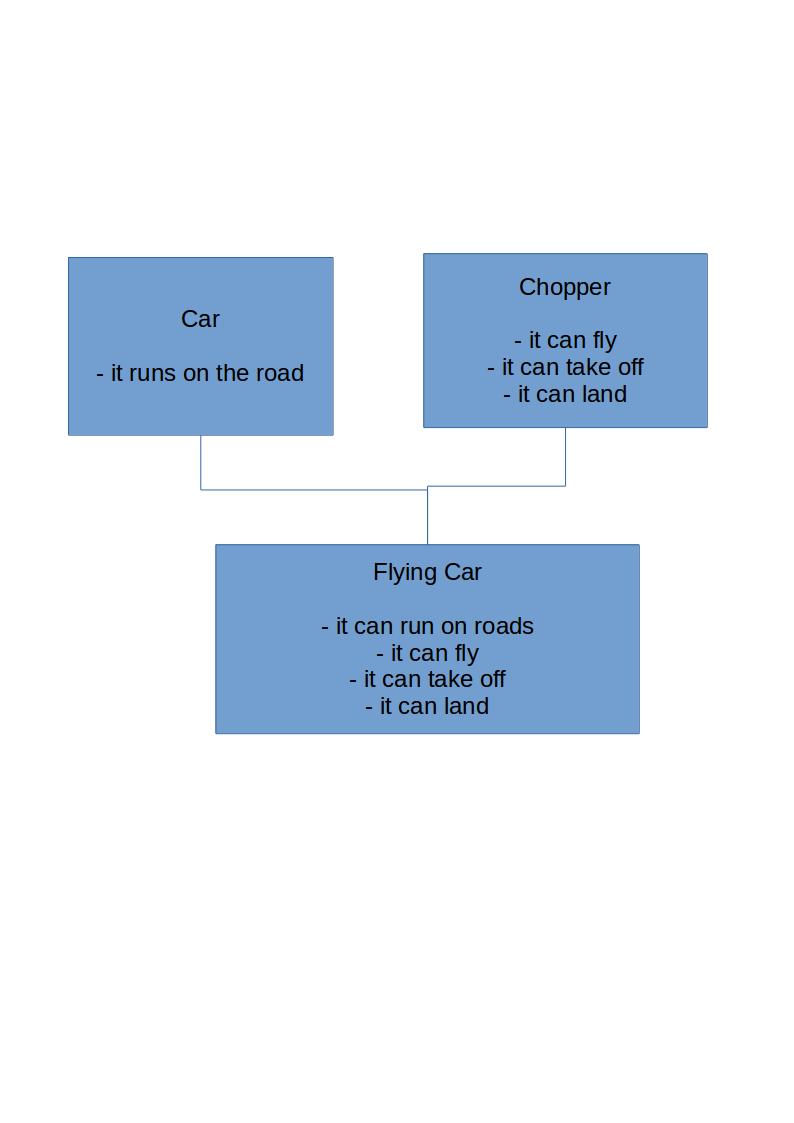 Car
- it runs on the road
Chopper
- it can fly
- it can take off
- it can land
Flying Car
- it can run on roads
- it can fly
- it can take off
- it can land